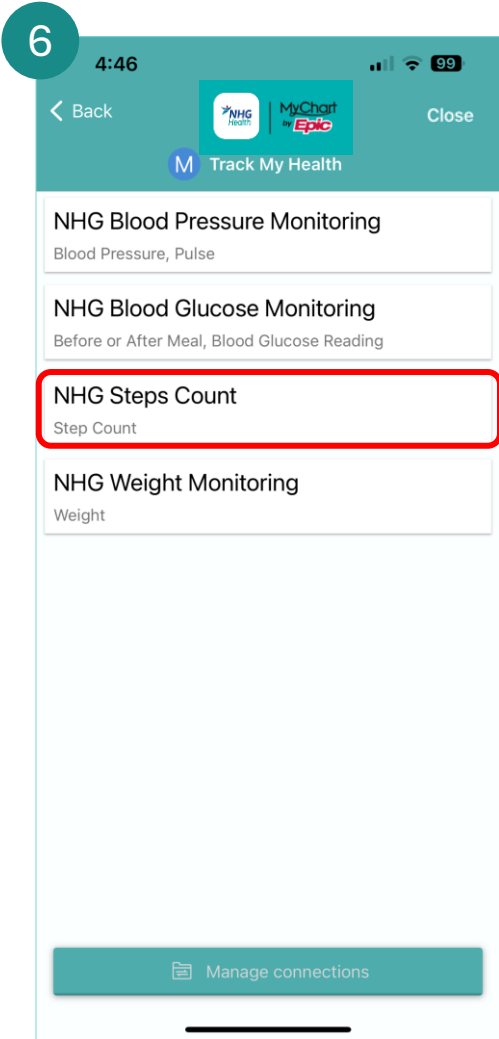 6
4:46
99
Back
NHG
Health
MyChart
by Epic
Close
M Track My Health
NHG Blood Pressure Monitoring
Blood Pressure, Pulse
NHG Blood Glucose Monitoring
Before or After Meal, Blood Glucose Reading
NHG Steps Count
Step Count
NHG Weight Monitoring
Weight
Manage connections